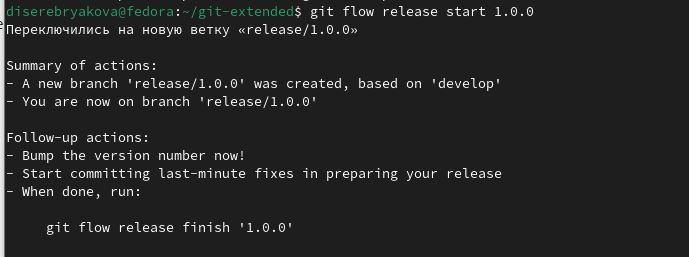 diserebryakova@fedora:~/git-extended$ git flow release start 1.0.0
Переключились на новую ветку «release/1.0.0»
Summary of actions:
- A new branch 'release/1.0.0' was created, based on 'develop'
- You are now on branch 'release/1.0.0'
Follow-up actions:
- Bump the version number now!
- Start committing last-minute fixes in preparing your release
- When done, run:
git flow release finish '1.0.0'